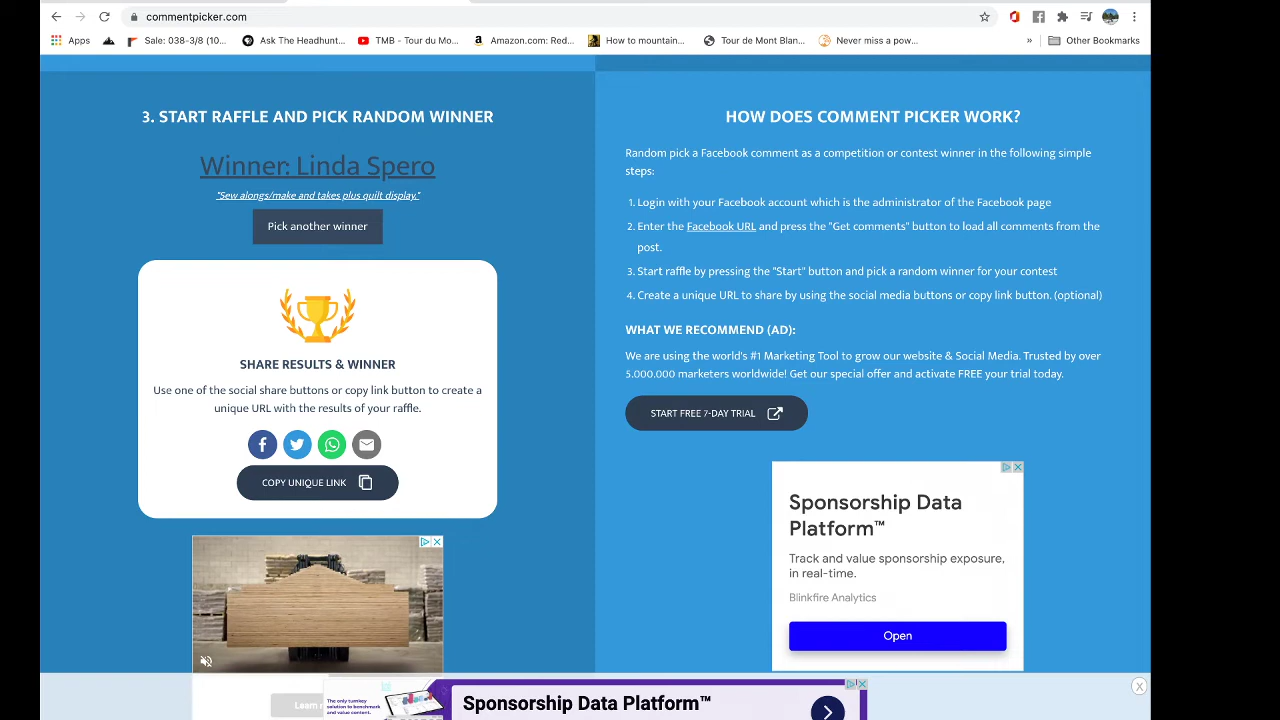 commentpicker.com
Apps
Sale: 038-3/8 (10...
Ask The Headhunt...
TMB - Tour du Mo...
Amazon.com: Red...
How to mountain...
Tour de Mont Blan...
Never miss a pow...
»
Other Bookmarks
3. START RAFFLE AND PICK RANDOM WINNER
Winner: Linda Spero
"Sew alongs/make and takes plus quilt display."
Pick another winner
SHARE RESULTS & WINNER
Use one of the social share buttons or copy link button to create a
unique URL with the results of your raffle.
COPY UNIQUE LINK
HOW DOES COMMENT PICKER WORK?
Random pick a Facebook comment as a competition or contest winner in the following simple
steps:
1. Login with your Facebook account which is the administrator of the Facebook page
2. Enter the Facebook URL and press the "Get comments" button to load all comments from the
post.
3. Start raffle by pressing the "Start" button and pick a random winner for your contest
4. Create a unique URL to share by using the social media buttons or copy link button. (optional)
WHAT WE RECOMMEND (AD):
We are using the world's #1 Marketing Tool to grow our website & Social Media. Trusted by over
5.000.000 marketers worldwide! Get our special offer and activate FREE your trial today.
START FREE 7-DAY TRIAL
Sponsorship Data
Platform™
Track and value sponsorship exposure,
in real-time.
Blinkfire Analytics
Open
The only turnkey
solution to benchmark
and value content.
Sponsorship Data Platform™